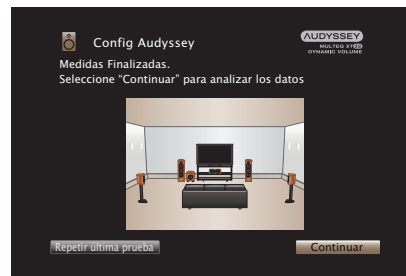 Config Audyssey
AUDYSSEY
MULTEQ XT32
DYNAMIC VOLUME
Medidas Finalizadas.
Seleccione “Continuar” para analizar los datos
Repetir última prueba
Continuar